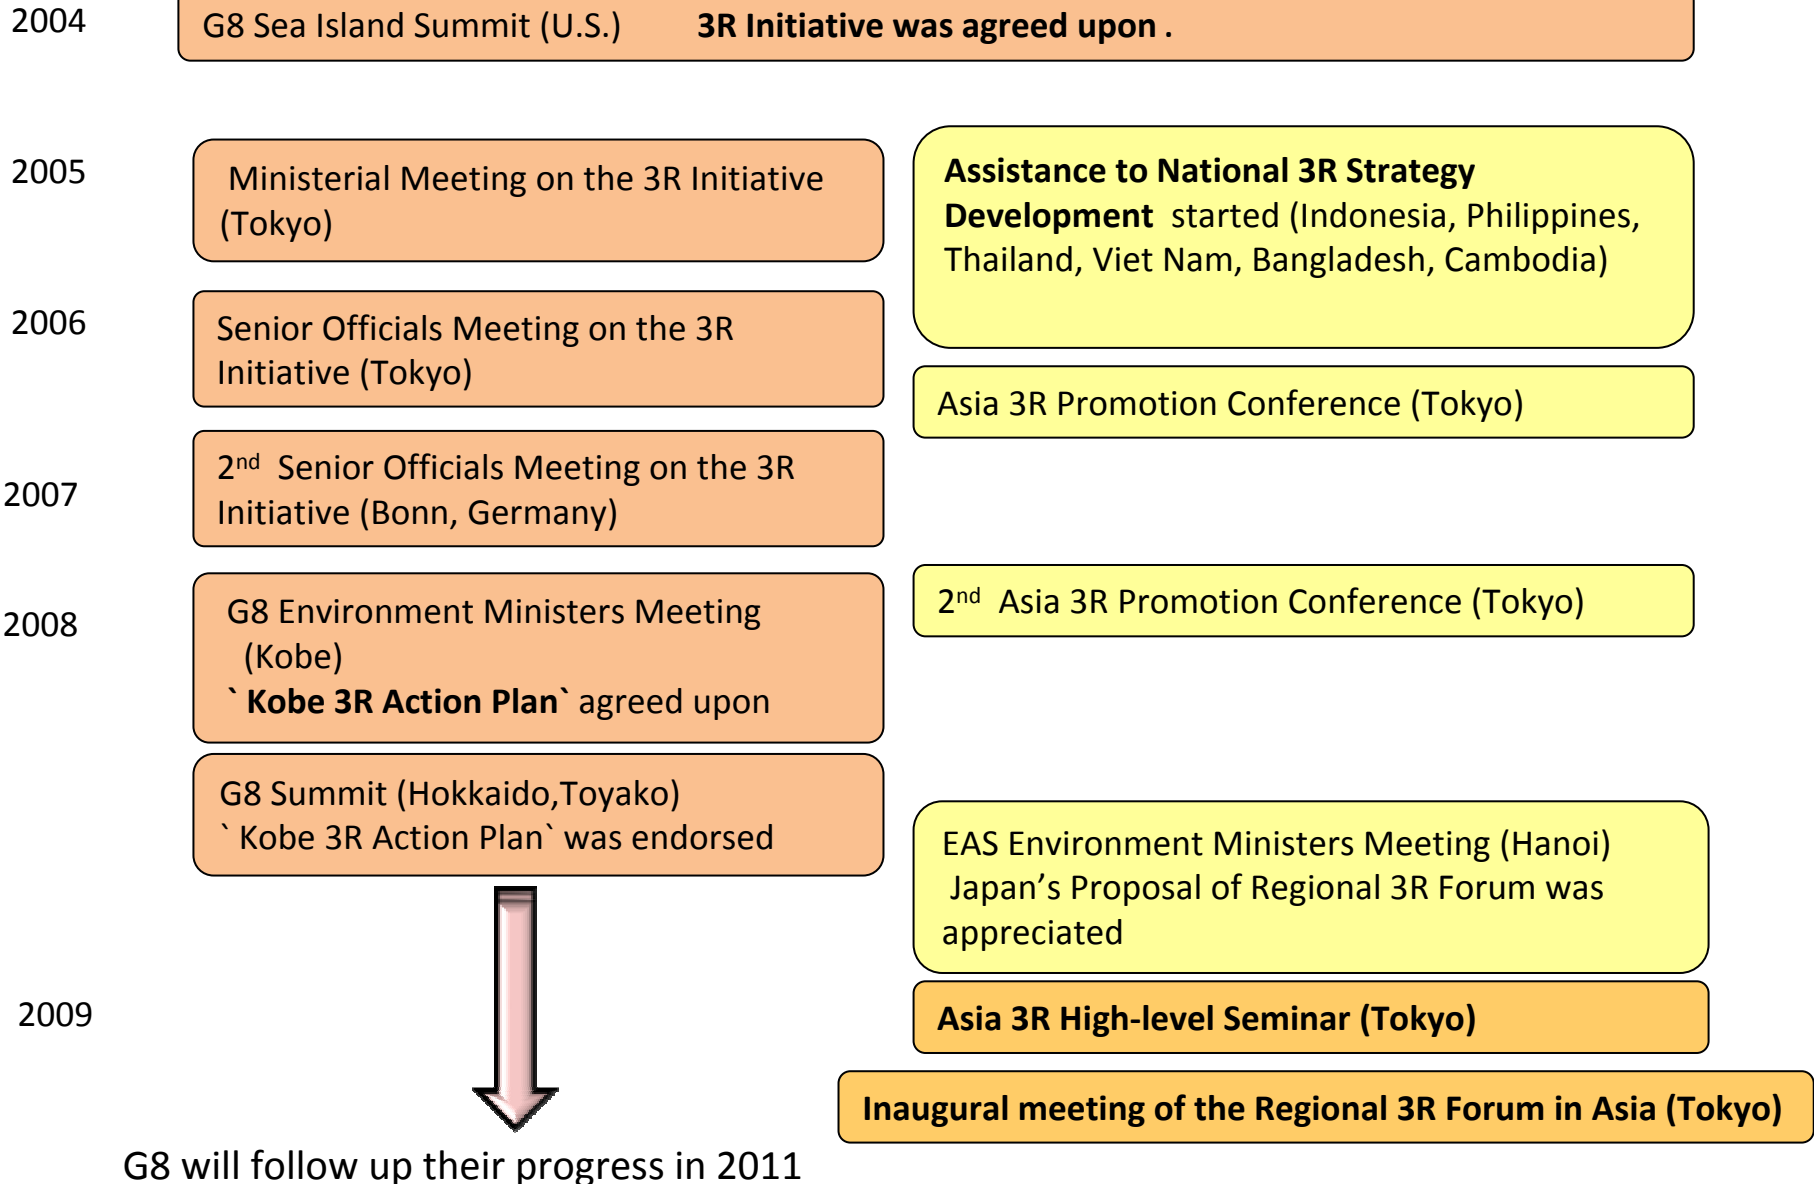 2004
G8 Sea Island Summit (U.S.) 3R Initiative was agreed upon .
2005
Ministerial Meeting on the 3R Initiative
(Tokyo)
Assistance to National 3R Strategy
Development started (Indonesia, Philippines,
Thailand, Viet Nam, Bangladesh, Cambodia)
2006
Senior Officials Meeting on the 3R
Initiative (Tokyo)
Asia 3R Promotion Conference (Tokyo)
2007
2nd Senior Officials Meeting on the 3R
Initiative (Bonn, Germany)
2008
G8 Environment Ministers Meeting
(Kobe)
` Kobe 3R Action Plan` agreed upon
2nd Asia 3R Promotion Conference (Tokyo)
G8 Summit (Hokkaido,Toyako)
` Kobe 3R Action Plan` was endorsed
EAS Environment Ministers Meeting (Hanoi)
Japan’s Proposal of Regional 3R Forum was
appreciated
2009
Asia 3R High-level Seminar (Tokyo)
Inaugural meeting of the Regional 3R Forum in Asia (Tokyo)
G8 will follow up their progress in 2011